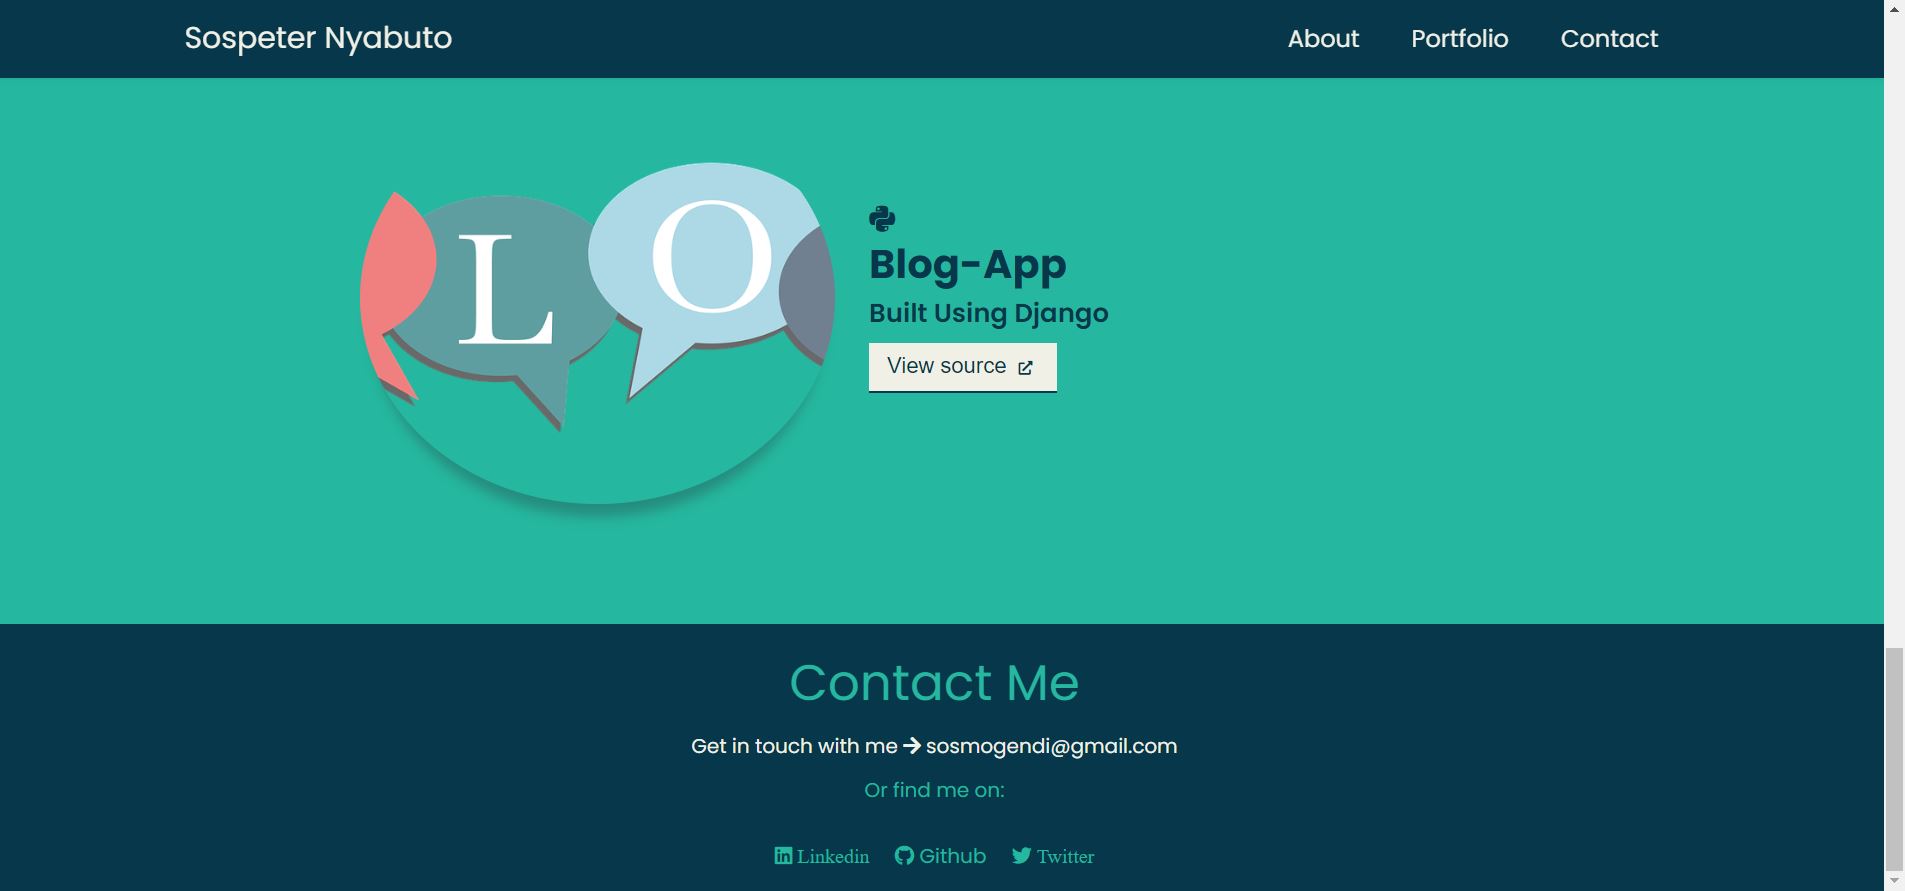 Sospeter Nyabuto About Portfolio Contact
L O
Blog-App
Built Using Django
View source
Contact Me
Get in touch with me → sosmogendi@gmail.com
Or find me on:
Linkedin Github Twitter